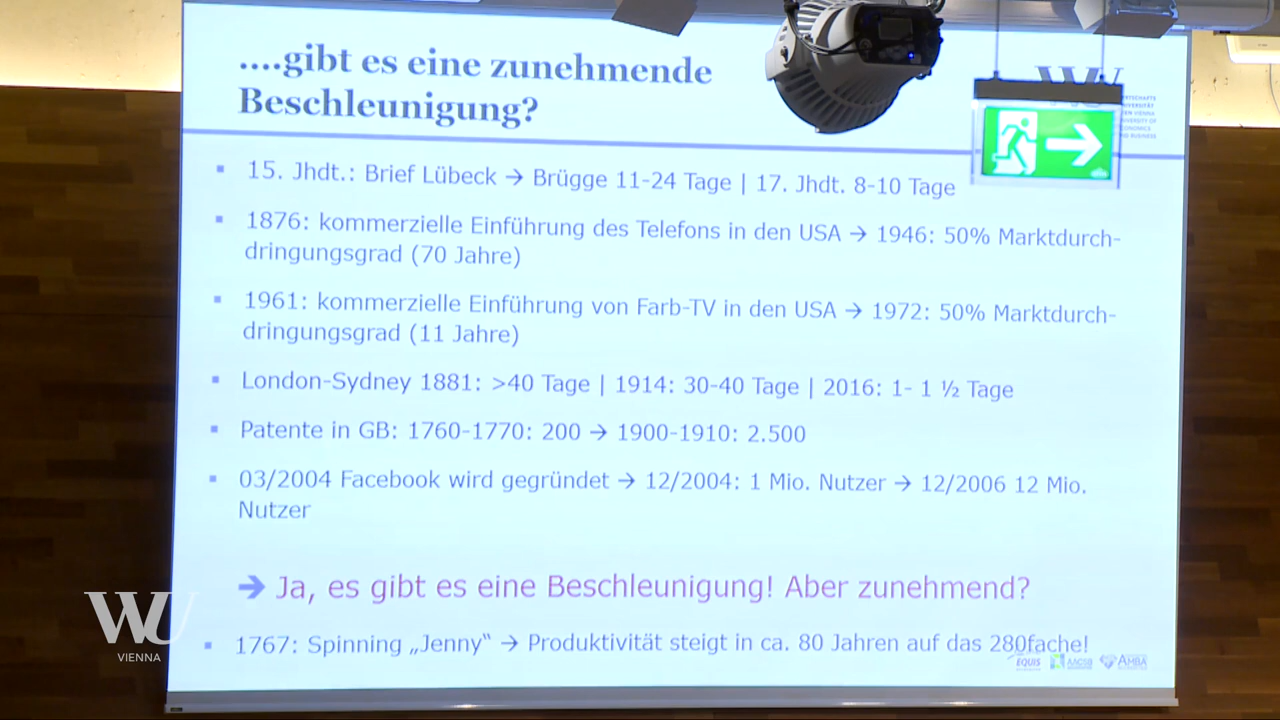 ....gibt es eine zunehmende
Beschleunigung?
WU
▪ 15. Jhdt.: Brief Lübeck → Brügge 11-24 Tage | 17. Jhdt. 8-10 Tage
▪ 1876: kommerzielle Einführung des Telefons in den USA → 1946: 50% Marktdurch-
dringungsgrad (70 Jahre)
▪ 1961: kommerzielle Einführung von Farb-TV in den USA → 1972: 50% Marktdurch-
dringungsgrad (11 Jahre)
▪ London-Sydney 1881: >40 Tage | 1914: 30-40 Tage | 2016: 1- 1 ½ Tage
▪ Patente in GB: 1760-1770: 200 → 1900-1910: 2.500
▪ 03/2004 Facebook wird gegründet → 12/2004: 1 Mio. Nutzer → 12/2006 12 Mio.
Nutzer
➔ Ja, es gibt es eine Beschleunigung! Aber zunehmend?
▪ 1767: Spinning „Jenny“ → Produktivität steigt in ca. 80 Jahren auf das 280fache!
EQUIS AACSB AMBA
WU
VIENNA